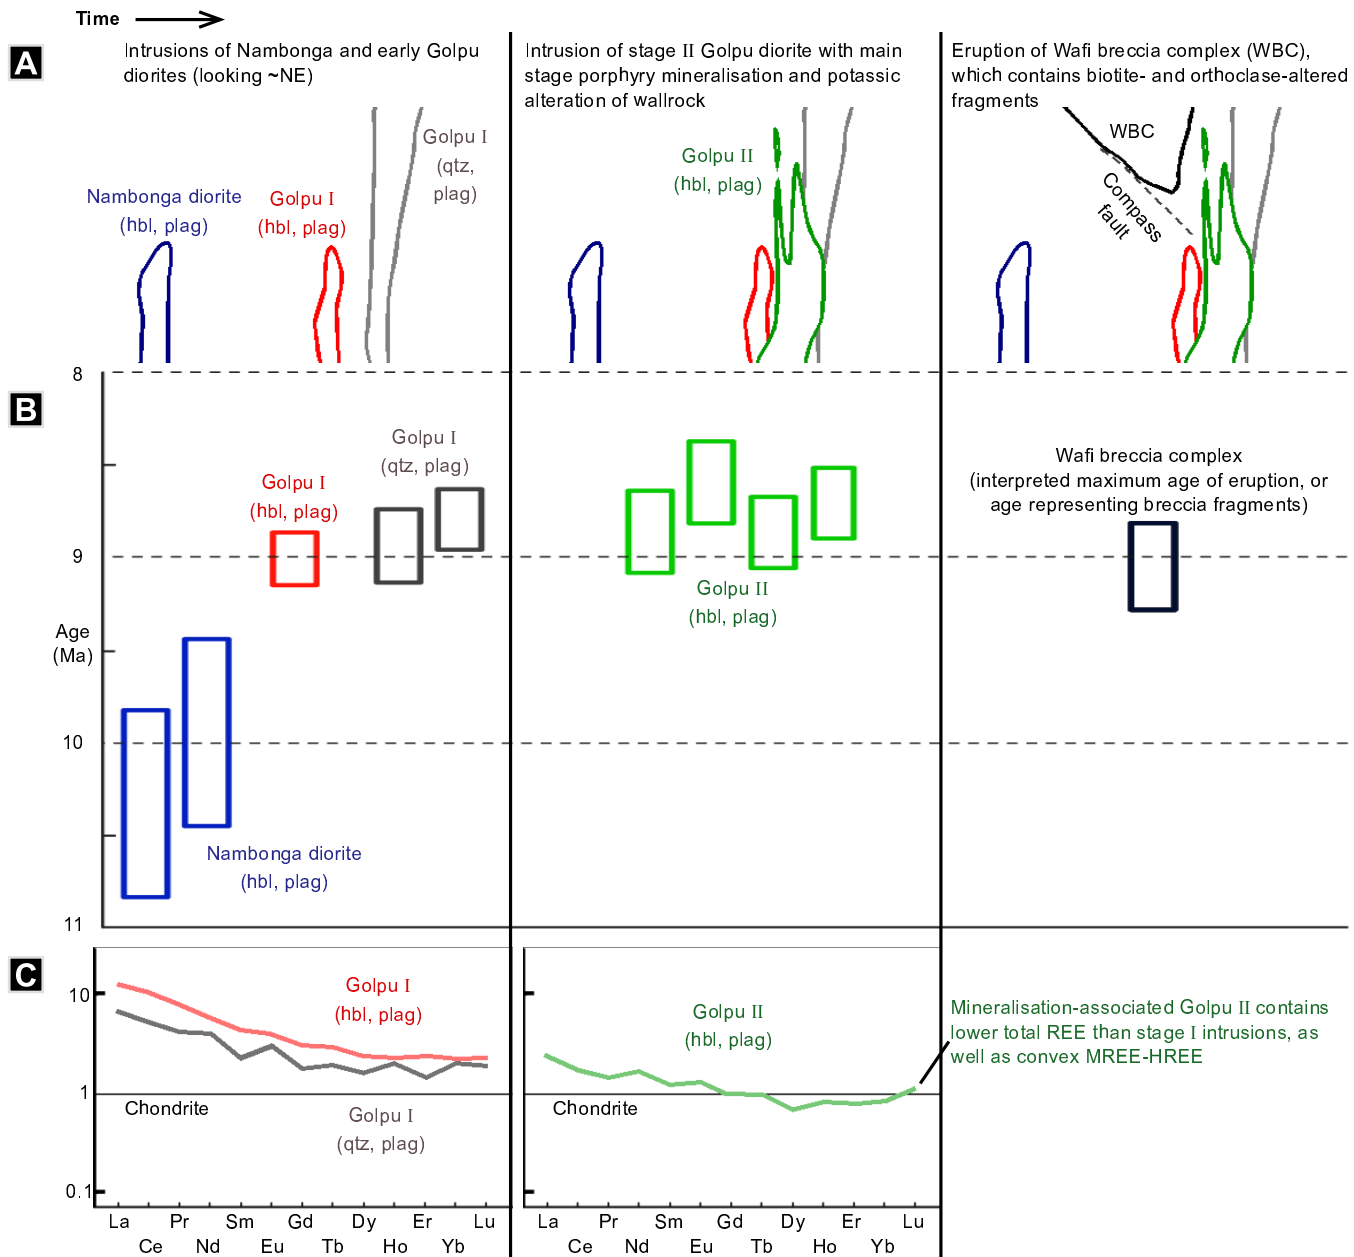 Time
A
Intrusions of Nambonga and early Golpu
diorites (looking ~NE)
Intrusion of stage II Golpu diorite with main
stage porphyry mineralisation and potassic
alteration of wallrock
Eruption of Wafi breccia complex (WBC),
which contains biotite- and orthoclase-altered
fragments
Nambonga diorite
(hbl, plag)
Golpu I
(hbl, plag)
Golpu I
(qtz,
plag)
Golpu II
(hbl, plag)
WBC
Compass
fault
B
8
9
10
11
Age
(Ma)
Golpu I
(hbl, plag)
Golpu I
(qtz, plag)
Nambonga diorite
(hbl, plag)
Golpu II
(hbl, plag)
Wafi breccia complex
(interpreted maximum age of eruption, or
age representing breccia fragments)
C
10
1
0.1
Golpu I
(hbl, plag)
Chondrite
Golpu I
(qtz, plag)
La Pr Sm Gd Dy Er Lu
Ce Nd Eu Tb Ho Yb
Golpu II
(hbl, plag)
Chondrite
La Pr Sm Gd Dy Er Lu
Ce Nd Eu Tb Ho Yb
Mineralisation-associated Golpu II contains
lower total REE than stage I intrusions, as
well as convex MREE-HREE